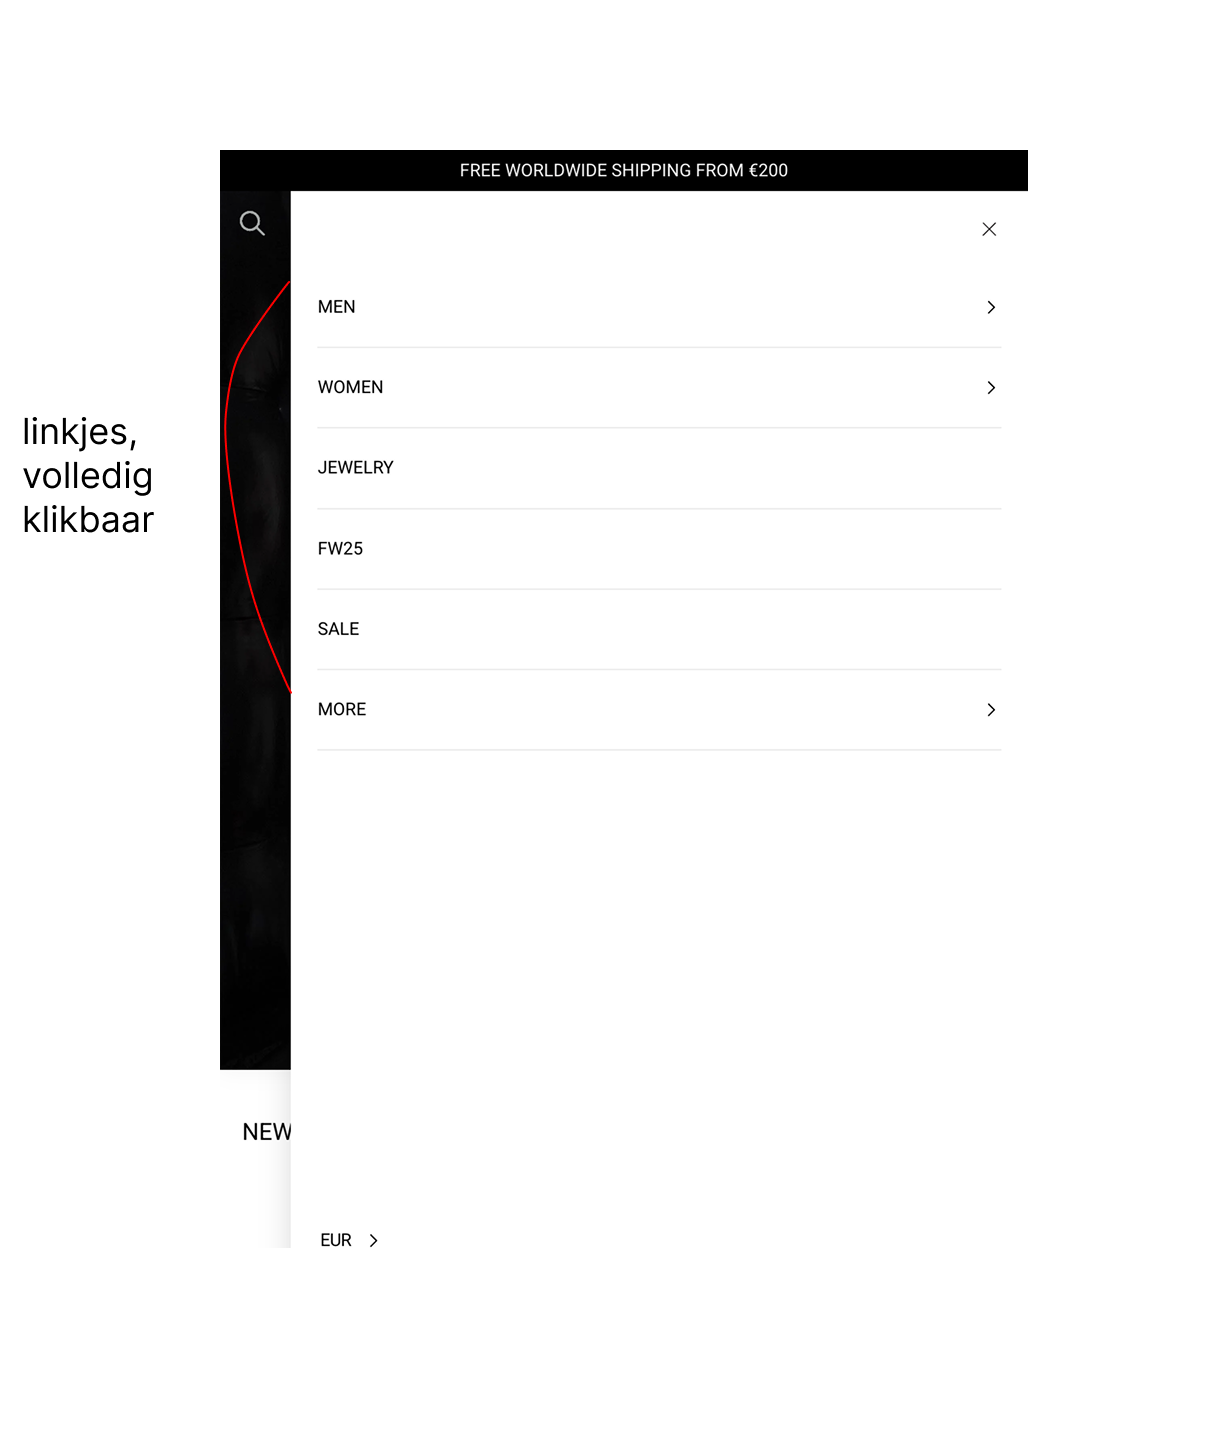 FREE WORLDWIDE SHIPPING FROM €200
MEN
WOMEN
linkjes,
volledig
klikbaar
JEWELRY
FW25
SALE
MORE
NEW
EUR